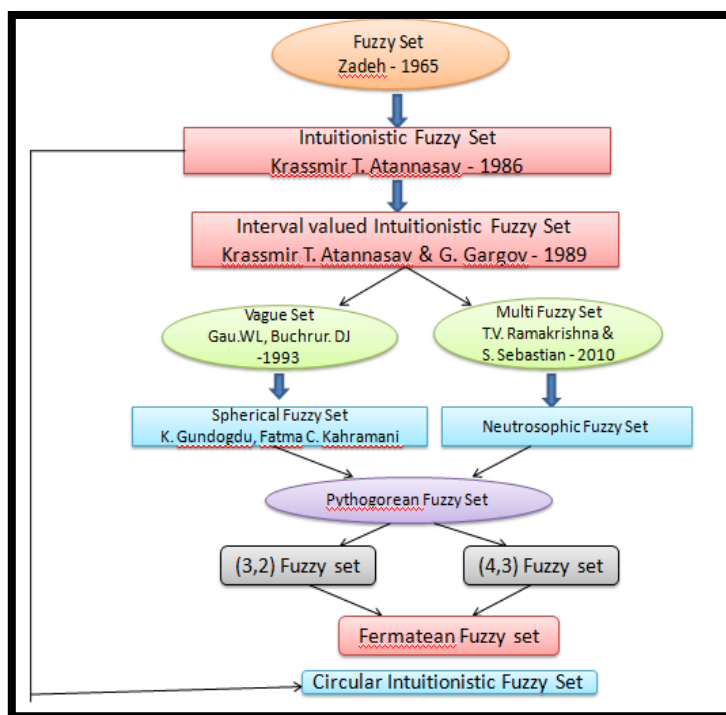 Fuzzy Set
Zadeh - 1965
Intuitionistic Fuzzy Set
Krassmir T. Atannasav - 1986
Interval valued Intuitionistic Fuzzy Set
Krassmir T. Atannasav & G. Gargov - 1989
Vague Set
Gau.WL, Buchrur. DJ
-1993
Multi Fuzzy Set
T.V. Ramakrishna &
S. Sebastian - 2010
Spherical Fuzzy Set
K. Gundogdu, Fatma C. Kahramani
Neutrosophic Fuzzy Set
Pythogorean Fuzzy Set
(3,2) Fuzzy set
(4,3) Fuzzy set
Fermatean Fuzzy set
Circular Intuitionistic Fuzzy Set